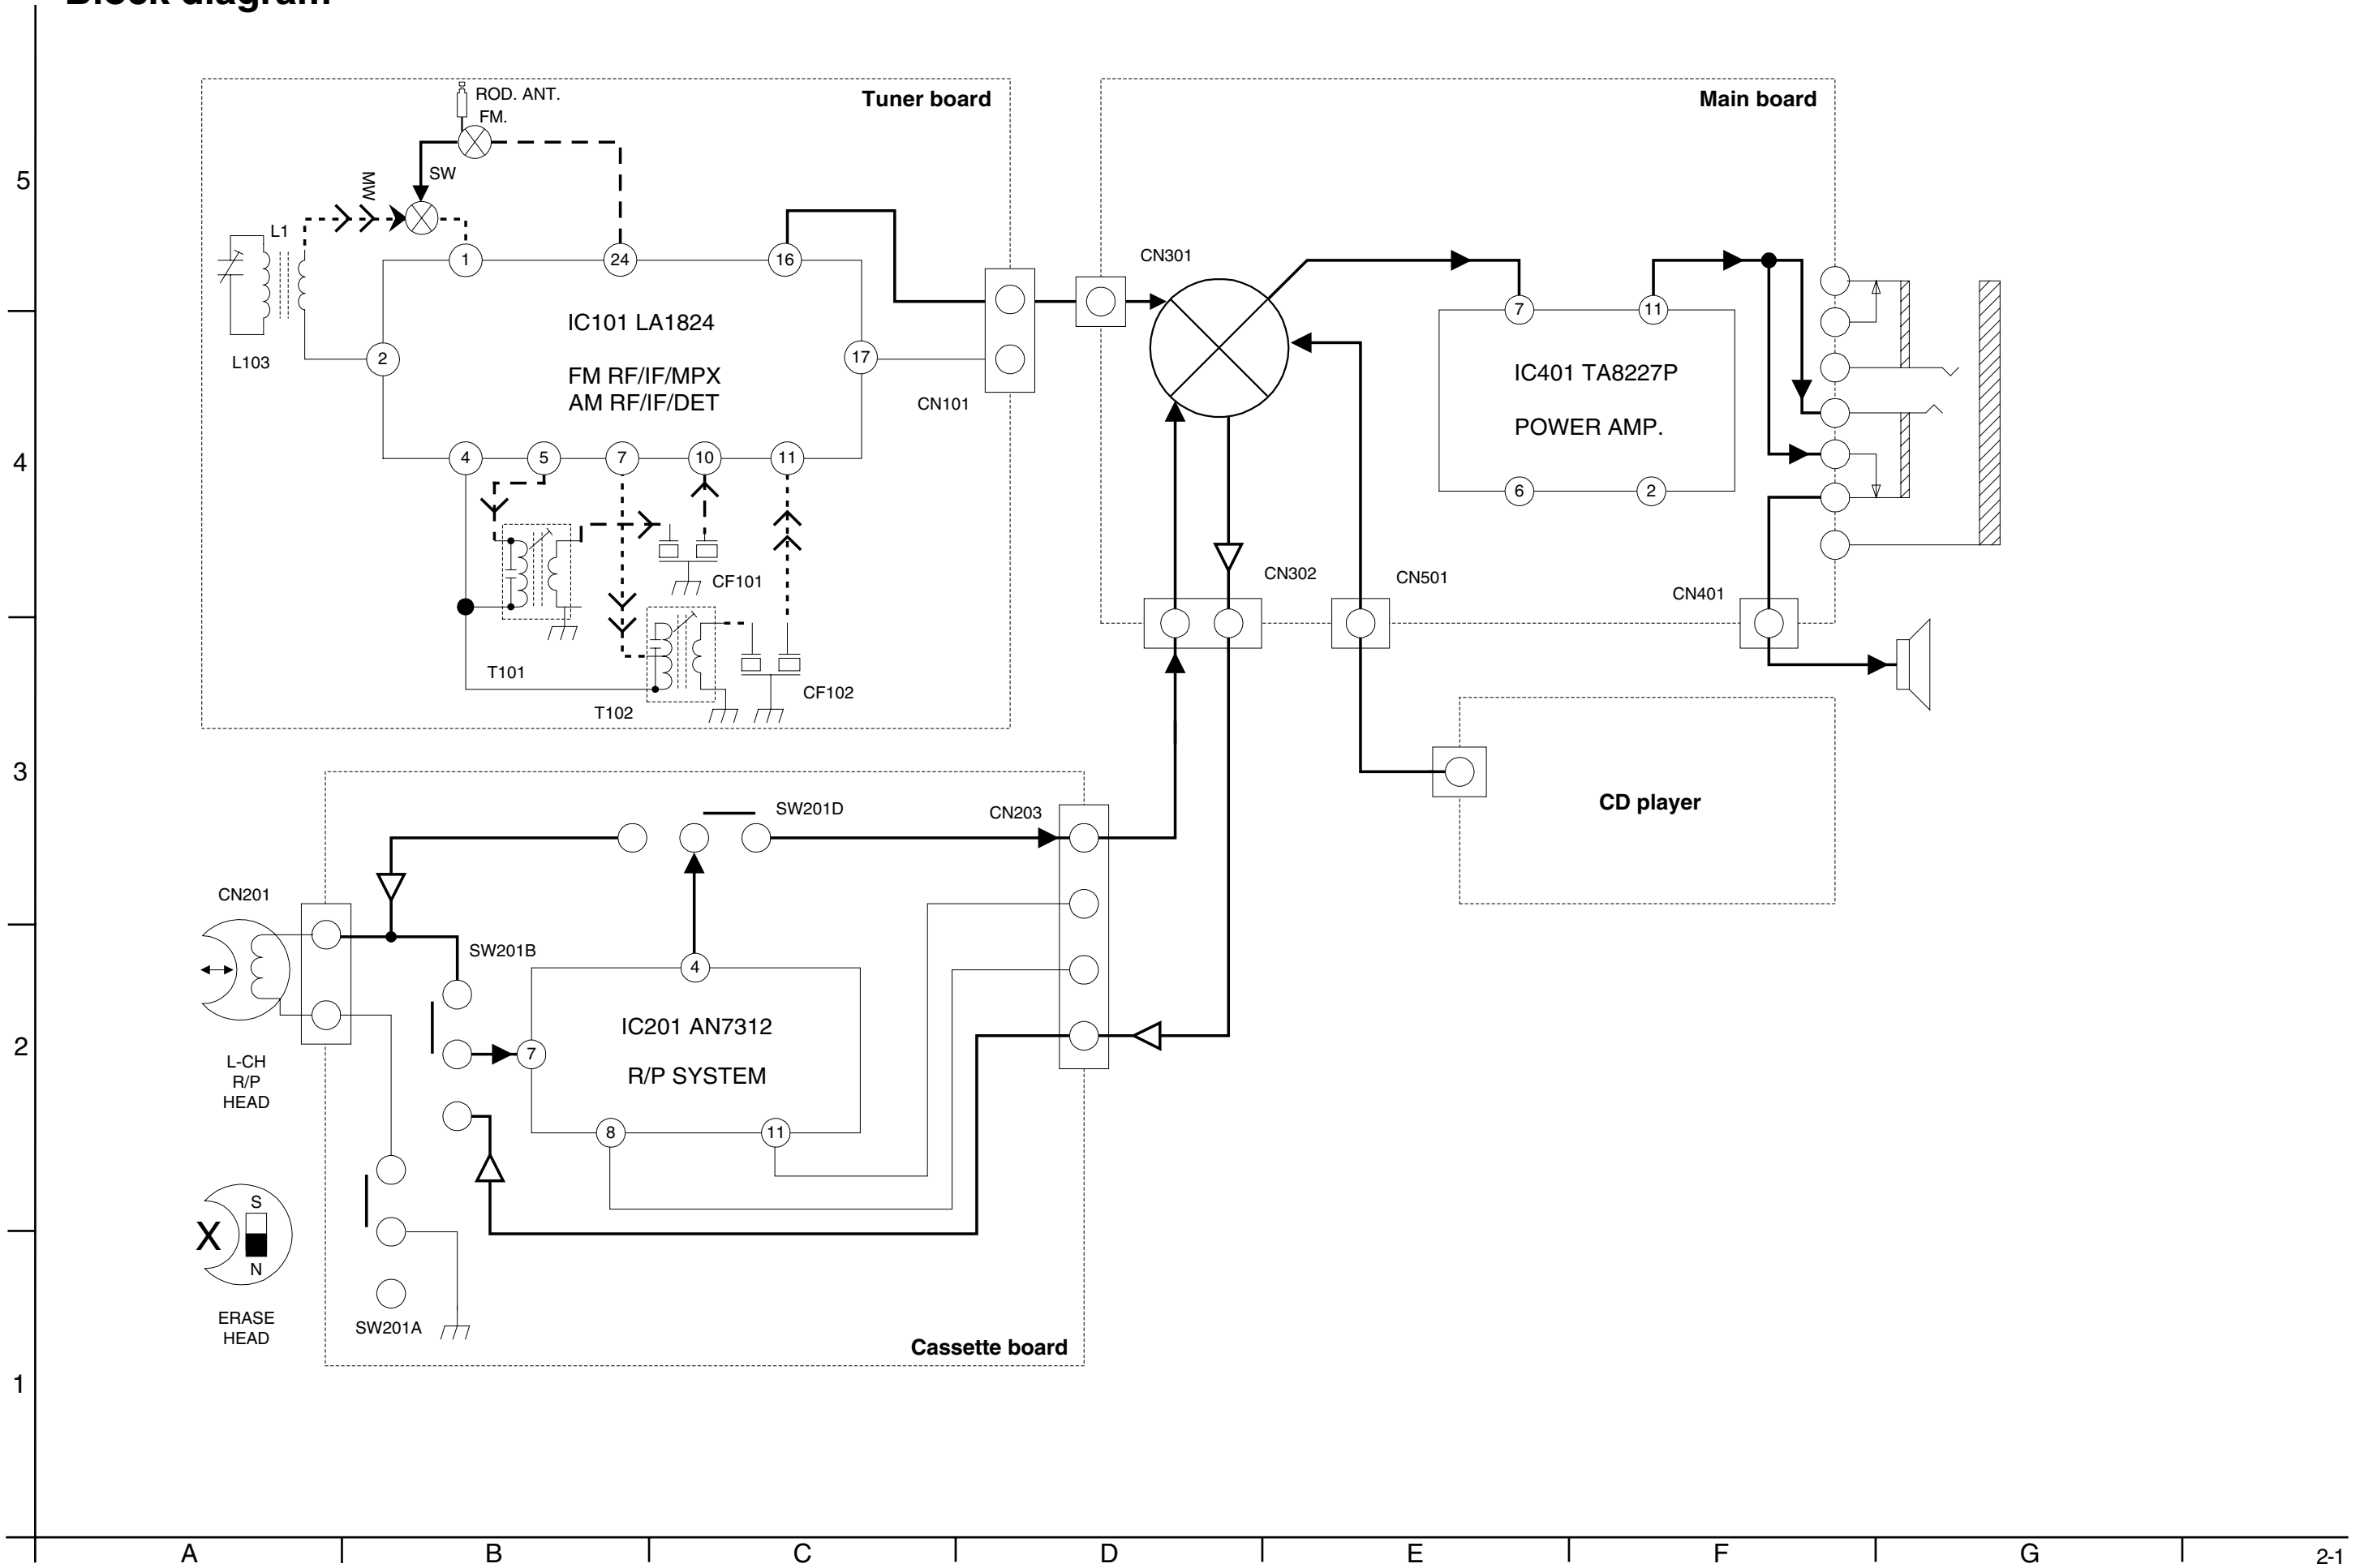 Block diagram
ROD. ANT.
FM.
Tuner board
Main board
SW
MW
5
L1
CN301
1
24
16
IC101 LA1824
7
11
2
17
L103
FM RF/IF/MPX
AM RF/IF/DET
CN101
IC401 TA8227P
POWER AMP.
4
4
5
7
10
11
6
2
CF101
CN302
CN501
CN401
T101
CF102
T102
3
SW201D
CN203
CD player
CN201
SW201B
4
IC201 AN7312
2
7
L-CH
R/P
HEAD
R/P SYSTEM
8
11
S
X
N
ERASE
HEAD
SW201A
Cassette board
1
A
B
C
D
E
F
G
2-1